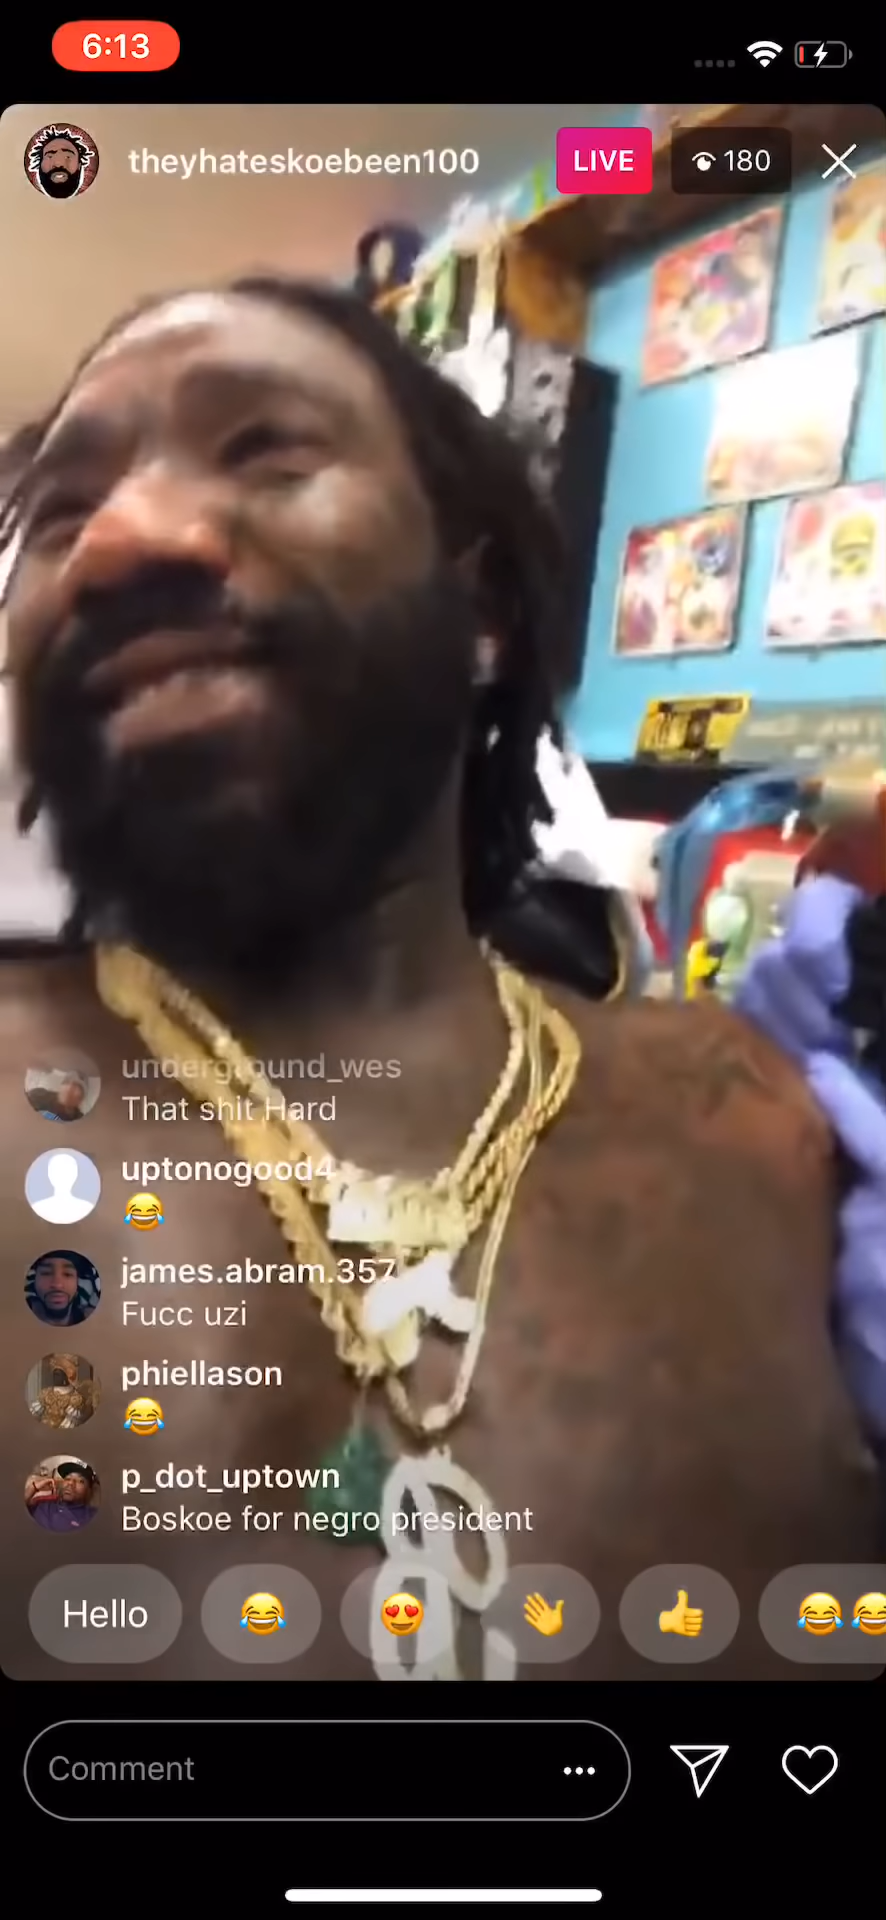 6:13
theyhateskoebeen100
LIVE
180
underground_wes
That shit Hard
uptonogood4
😂
james.abram.357
Fucc uzi
phiellason
😂
p_dot_uptown
Boskoe for negro president
Hello
😂
😍
👋
👍
😂😂
Comment